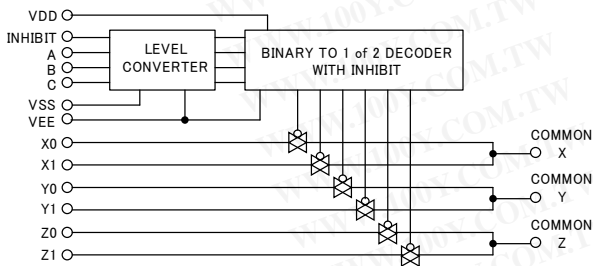 VDD
INHIBIT
A
B
C
VSS
VEE
LEVEL
CONVERTER
BINARY TO 1 of 2 DECODER
WITH INHIBIT
X0
X1
Y0
Y1
Z0
Z1
COMMON
X
COMMON
Y
COMMON
Z
WWW.100Y.COM.TW